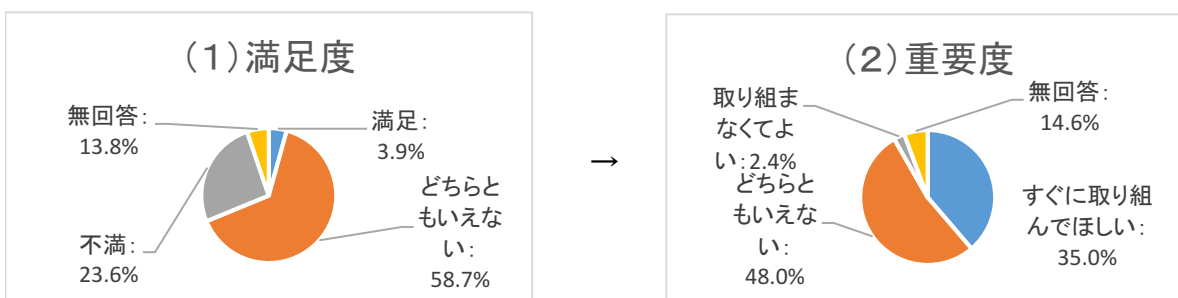 (1)満足度
無回答:
13.8%
満足:
3.9%
どちらと
もいえな
い:
58.7%
不満:
23.6%
→
(2)重要度
取り組ま
なくてよ
い:2.4%
無回答:
14.6%
どちらと
もいえな
い:
48.0%
すぐに取り組
んでほしい:
35.0%